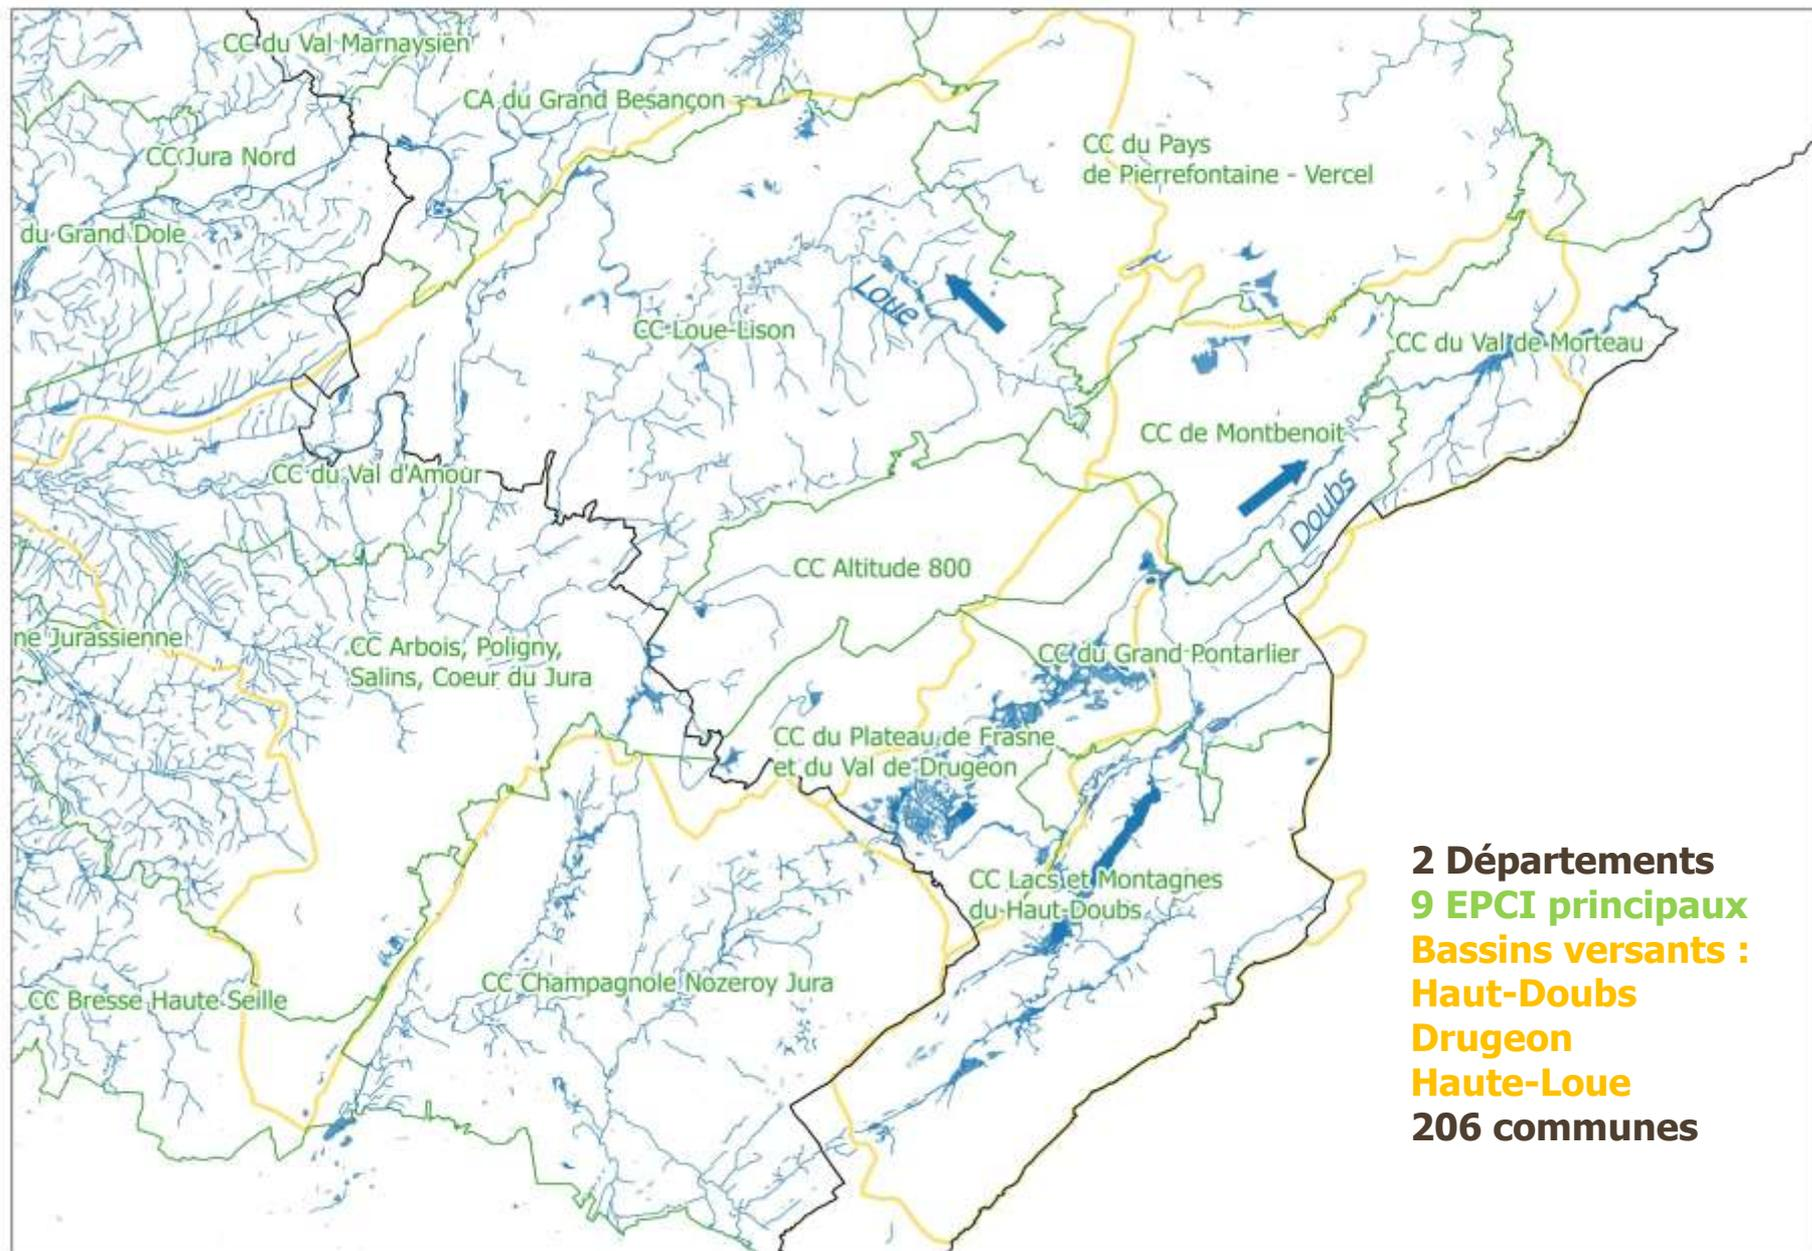 CC du Val Marnaysien
CA du Grand Besançon
CC Jura Nord
CC du Pays
de Pierrefontaine - Vercel
du Grand Dole
Loue
CC Loue-Lison
CC du Val de Morteau
CC de Montbenoit
CC du Val d'Amour
Doubs
CC Altitude 800
ne Jurassienne
CC Arbois, Poligny,
Salins, Coeur du Jura
CC du Grand Pontarlier
CC du Plateau de Frasne
et du Val de Drugeon
CC Lacs et Montagnes
du Haut-Doubs
CC Champagnole Nozeroy Jura
CC Bresse Haute Seille
2 Départements
9 EPCI principaux
Bassins versants :
Haut-Doubs
Drugeon
Haute-Loue
206 communes